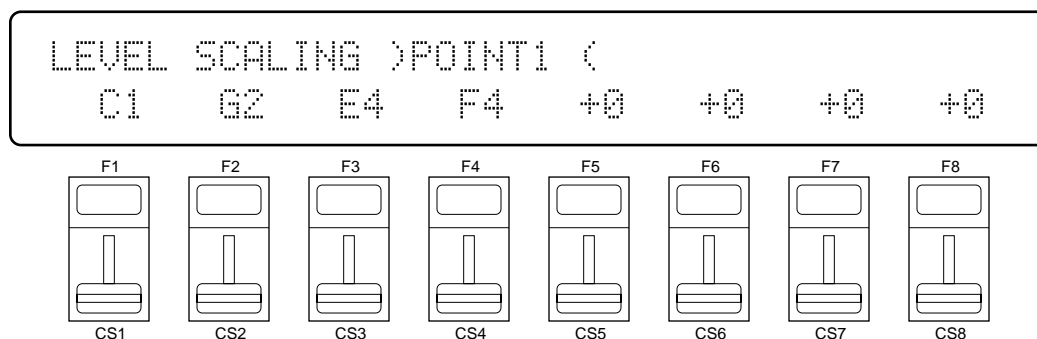 LEVEL SCALING )POINT1 (
C1 G2 E4 F4 +0 +0 +0 +0
F1 F2 F3 F4 F5 F6 F7 F8
CS1 CS2 CS3 CS4 CS5 CS6 CS7 CS8